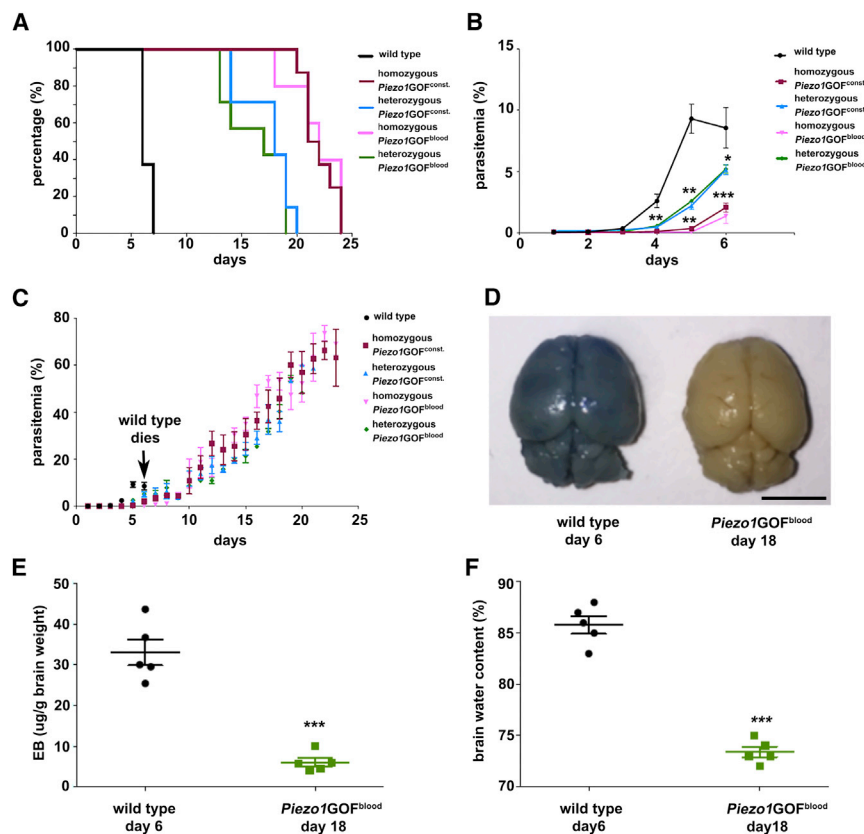 A
percentage (%)
100
80
60
40
20
0
0 5 10 15 20 25
days
wild type
homozygous
Piezo1GOFconst.
heterozygous
Piezo1GOFconst.
homozygous
Piezo1GOFblood
heterozygous
Piezo1GOFblood
B
parasitemia (%)
15
10
5
0
0 2 4 6 8
days
** ** ** * ***
wild type
homozygous
Piezo1GOFconst.
heterozygous
Piezo1GOFconst.
homozygous
Piezo1GOFblood
heterozygous
Piezo1GOFblood
C
parasitemia (%)
80
60
40
20
0
0 5 10 15 20 25
days
wild type
dies
wild type
homozygous
Piezo1GOFconst.
heterozygous
Piezo1GOFconst.
homozygous
Piezo1GOFblood
heterozygous
Piezo1GOFblood
D
wild type
day 6
Piezo1GOFblood
day 18
E
EB (ug/g brain weight)
50
40
30
20
10
0
***
wild type
day 6
Piezo1GOFblood
day 18
F
brain water content (%)
90
85
80
75
70
***
wild type
day6
Piezo1GOFblood
day18